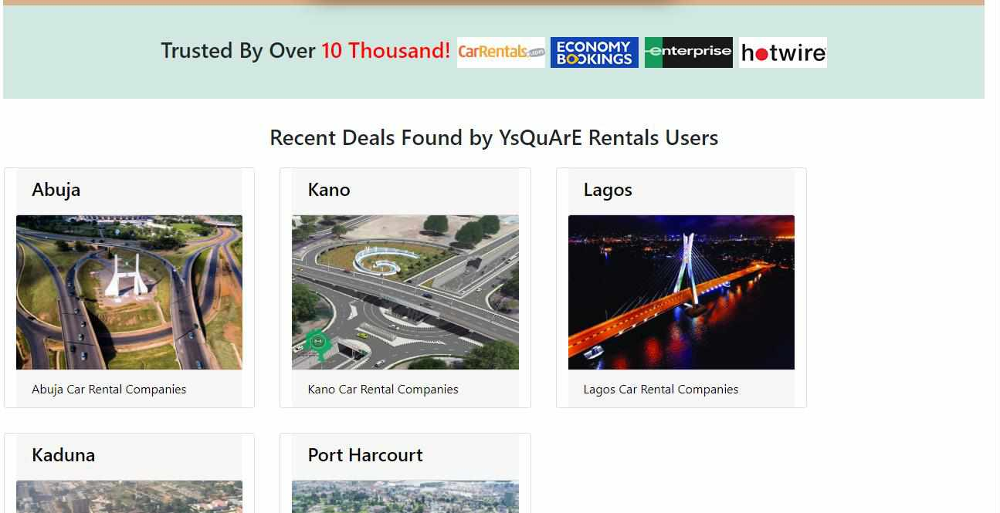 Trusted By Over 10 Thousand! CarRentals.com ECONOMY BOOKINGS enterprise hotwire
Recent Deals Found by YsQuArE Rentals Users
Abuja
Kano
Lagos
Abuja Car Rental Companies
Kano Car Rental Companies
Lagos Car Rental Companies
Kaduna
Port Harcourt